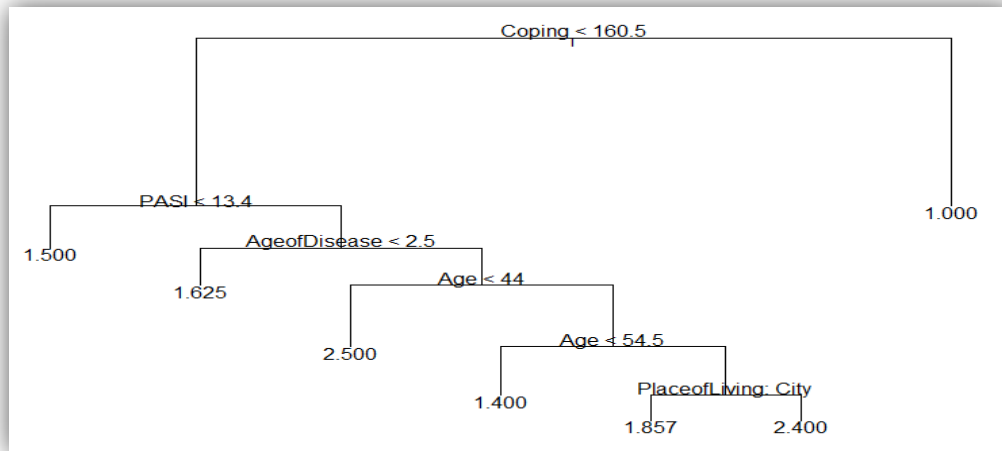 Coping < 160.5
PASI < 13.4
1.000
AgeofDisease < 2.5
1.500
Age < 44
1.625
Age < 54.5
2.500
PlaceofLiving: City
1.400
1.857
2.400